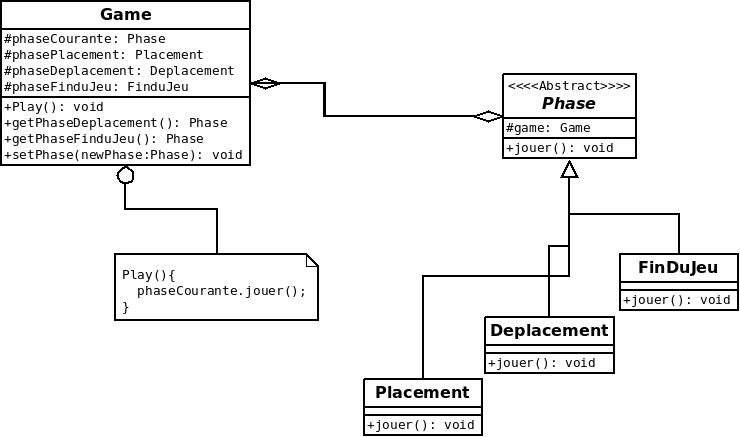 Game
#phaseCourante: Phase
#phasePlacement: Placement
#phaseDeplacement: Deplacement
#phaseFinduJeu: FinduJeu
+Play(): void
+getPhaseDeplacement(): Phase
+getPhaseFinduJeu(): Phase
+setPhase(newPhase:Phase): void
<<<<Abstract>>>>
Phase
#game: Game
+jouer(): void
Play(){
phaseCourante.jouer();
}
FinDuJeu
+jouer(): void
Deplacement
+jouer(): void
Placement
+jouer(): void